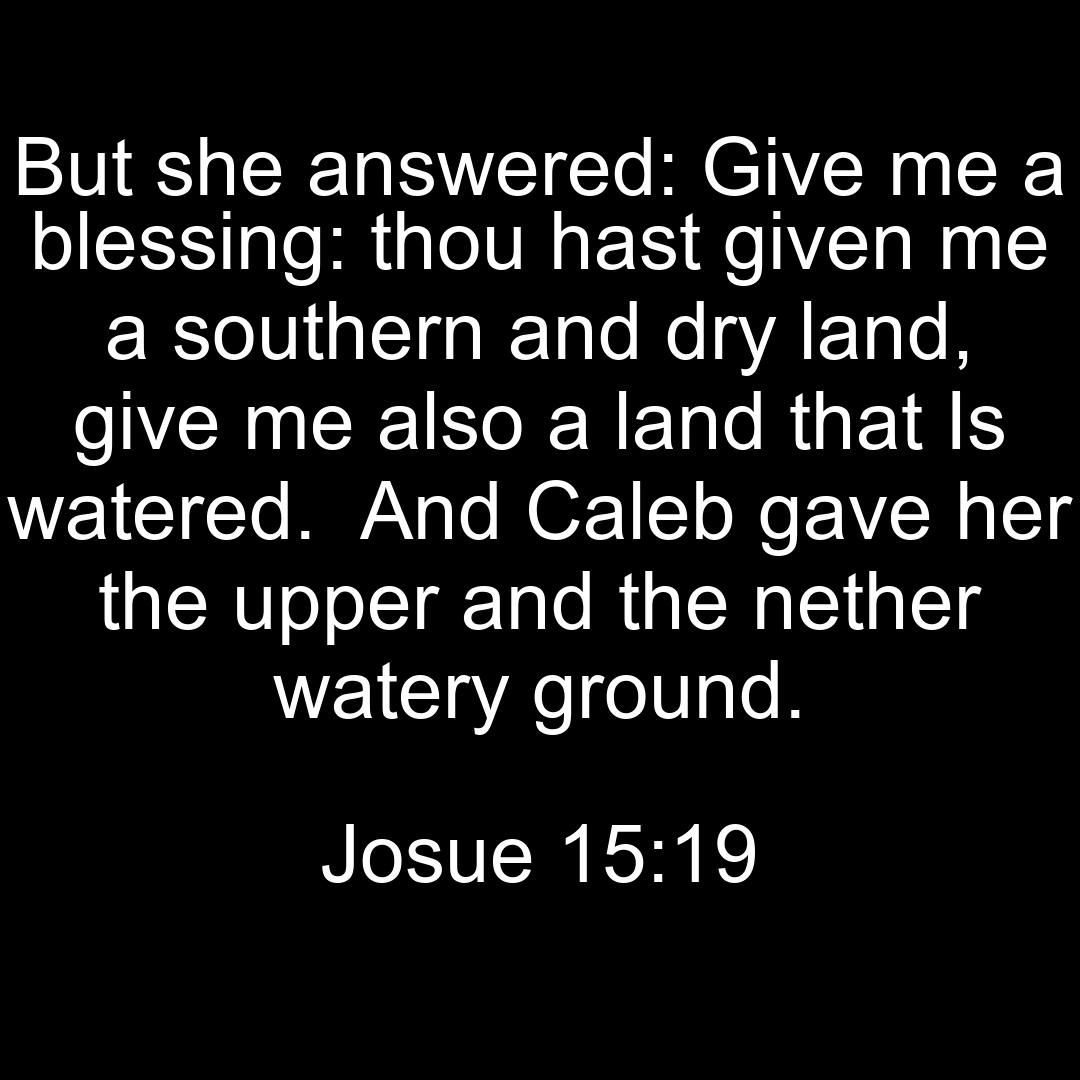 But she answered: Give me a
blessing: thou hast given me
a southern and dry land,
give me also a land that Is
watered.  And Caleb gave her
the upper and the nether
watery ground.
Josue 15:19